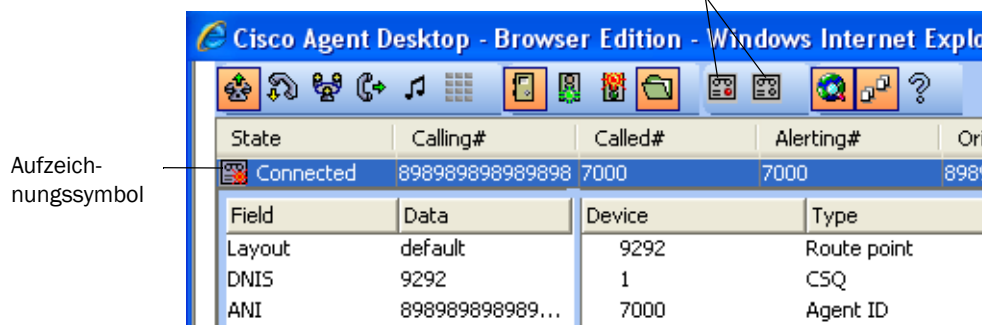 Cisco Agent Desktop - Browser Edition - Windows Internet Explo
State Calling# Called# Alerting# Ori
Aufzeich-
nungssymbol
Connected 898989898989898 7000 7000 8989
Field Data Device Type
Layout default 9292 Route point
DNIS 9292 1 CSQ
ANI 898989898989... 7000 Agent ID